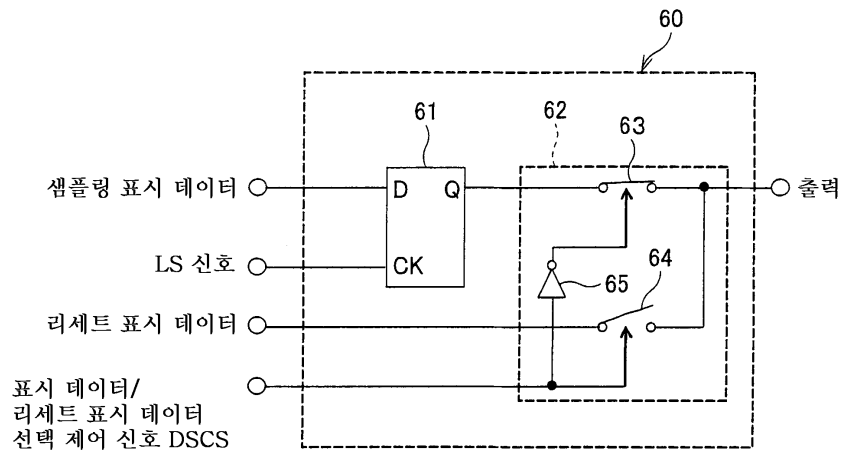 60
61
62
63
샘플링 표시 데이터
D
Q
출력
LS 신호
CK
65
64
리세트 표시 데이터
표시 데이터/
리세트 표시 데이터
선택 제어 신호 DSCS